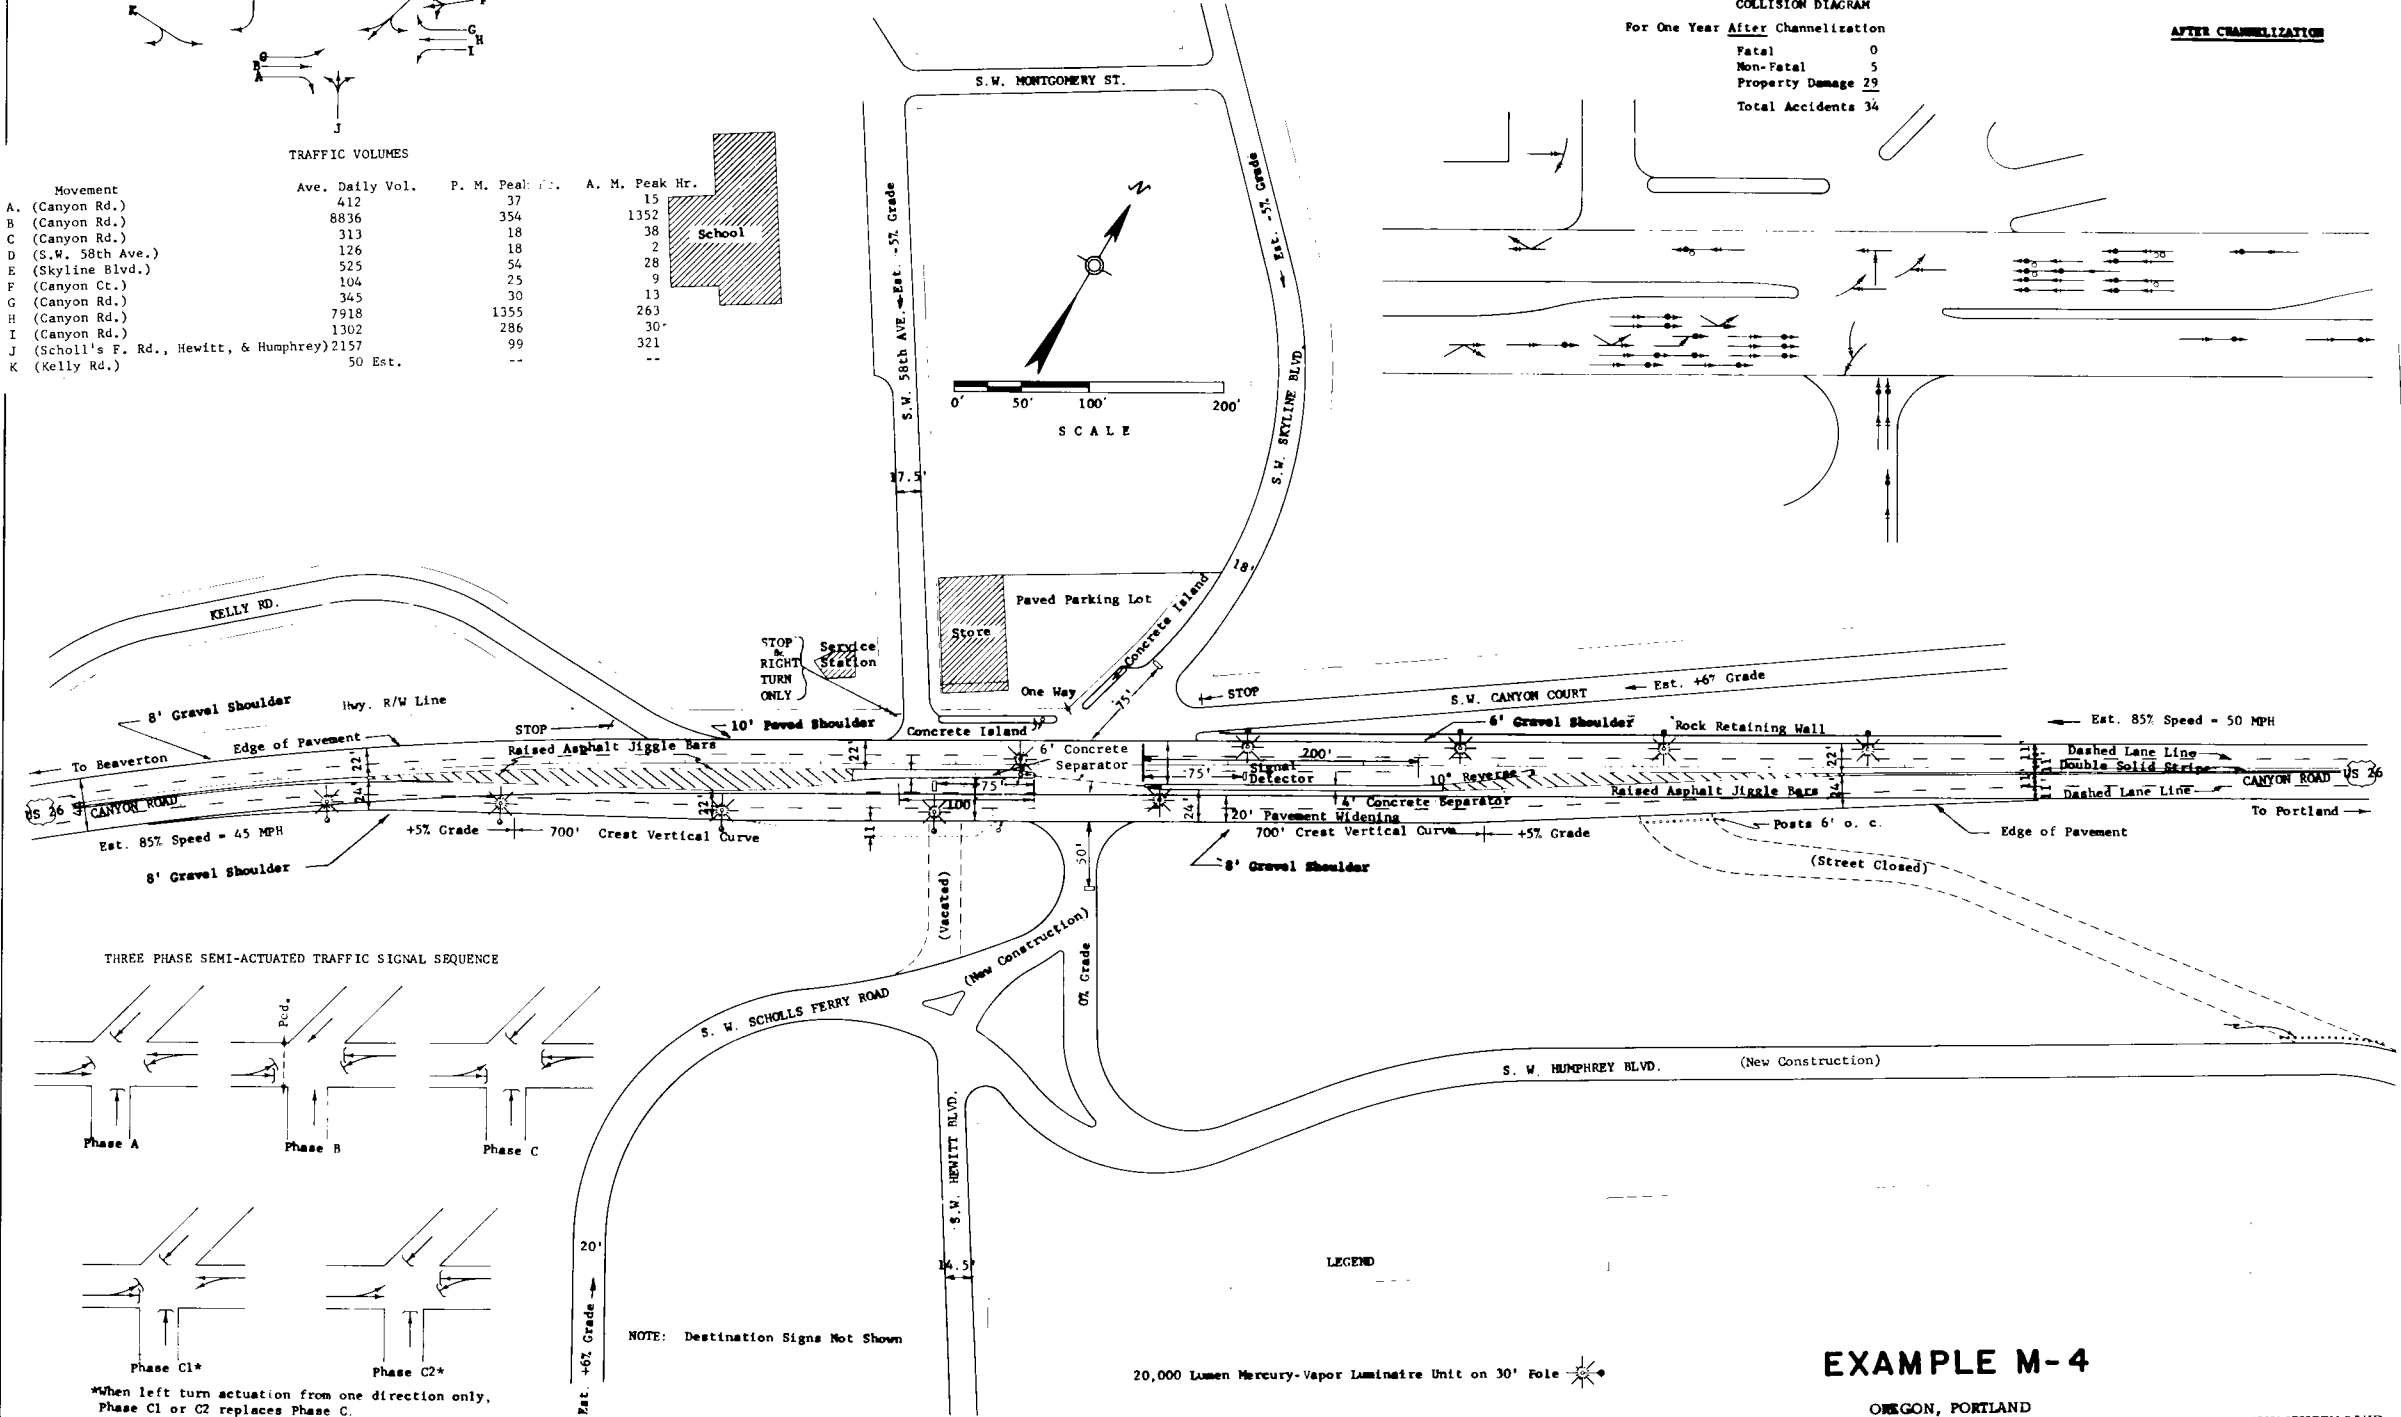 K
F
G
H
I
G
B
A
J
COLLISION DIAGRAM
For One Year After Channelization
Fatal 0
Non-Fatal 5
Property Damage 29
Total Accidents 34
AFTER CHANNELIZATION
TRAFFIC VOLUMES
Movement Ave. Daily Vol. P. M. Peak A. M. Peak Hr.
A. (Canyon Rd.) 412 37 15
B (Canyon Rd.) 8836 354 1352
C (Canyon Rd.) 313 18 38
D (S.W. 58th Ave.) 126 18 2
E (Skyline Blvd.) 525 54 28
F (Canyon Ct.) 104 25 9
G (Canyon Rd.) 345 30 13
H (Canyon Rd.) 7918 1355 263
I (Canyon Rd.) 1302 286 30
J (Scholl's F. Rd., Hewitt, & Humphrey) 2157 99 321
K (Kelly Rd.) 50 Est. -- --
School
S.W. MONTGOMERY ST.
S.W. 58th AVE.
Est. -5% Grade
17.5'
N
0' 50' 100' 200'
SCALE
Est. -5% Grade
S.W. SKYLINE BLVD.
18'
KELLY RD.
STOP
&
RIGHT
TURN
ONLY
Service
Station
Store
Paved Parking Lot
Concrete Island
One Way
75'
STOP
S.W. CANYON COURT
Est. +6% Grade
8' Gravel Shoulder
Hwy. R/W Line
STOP
10' Paved Shoulder
Concrete Island
6' Gravel Shoulder
Rock Retaining Wall
Est. 85% Speed = 50 MPH
To Beaverton
Edge of Pavement
Raised Asphalt Jiggle Bars
22'
22'
6' Concrete
Separator
200'
75'
Signal
Detector
10° Reverse
22'
11'
11'
11'
11'
Dashed Lane Line
Double Solid Stripe
Dashed Lane Line
CANYON ROAD
US 26
US 26
CANYON ROAD
24'
22'
75'
100'
11'
24'
4' Concrete Separator
20' Pavement Widening
Raised Asphalt Jiggle Bars
24'
To Portland
Est. 85% Speed = 45 MPH
+5% Grade
700' Crest Vertical Curve
700' Crest Vertical Curve
+5% Grade
Posts 6' o. c.
Edge of Pavement
8' Gravel Shoulder
8' Gravel Shoulder
50'
(Street Closed)
(Vacated)
(New Construction)
0% Grade
S. W. SCHOLLS FERRY ROAD
S. W. HUMPHREY BLVD.
(New Construction)
S.W. HEWITT BLVD.
14.5'
20'
Est. +6% Grade
THREE PHASE SEMI-ACTUATED TRAFFIC SIGNAL SEQUENCE
Ped.
Phase A
Phase B
Phase C
Phase C1*
Phase C2*
*When left turn actuation from one direction only,
Phase C1 or C2 replaces Phase C.
NOTE: Destination Signs Not Shown
LEGEND
20,000 Lumen Mercury-Vapor Luminaire Unit on 30' Pole
EXAMPLE M-4
OREGON, PORTLAND